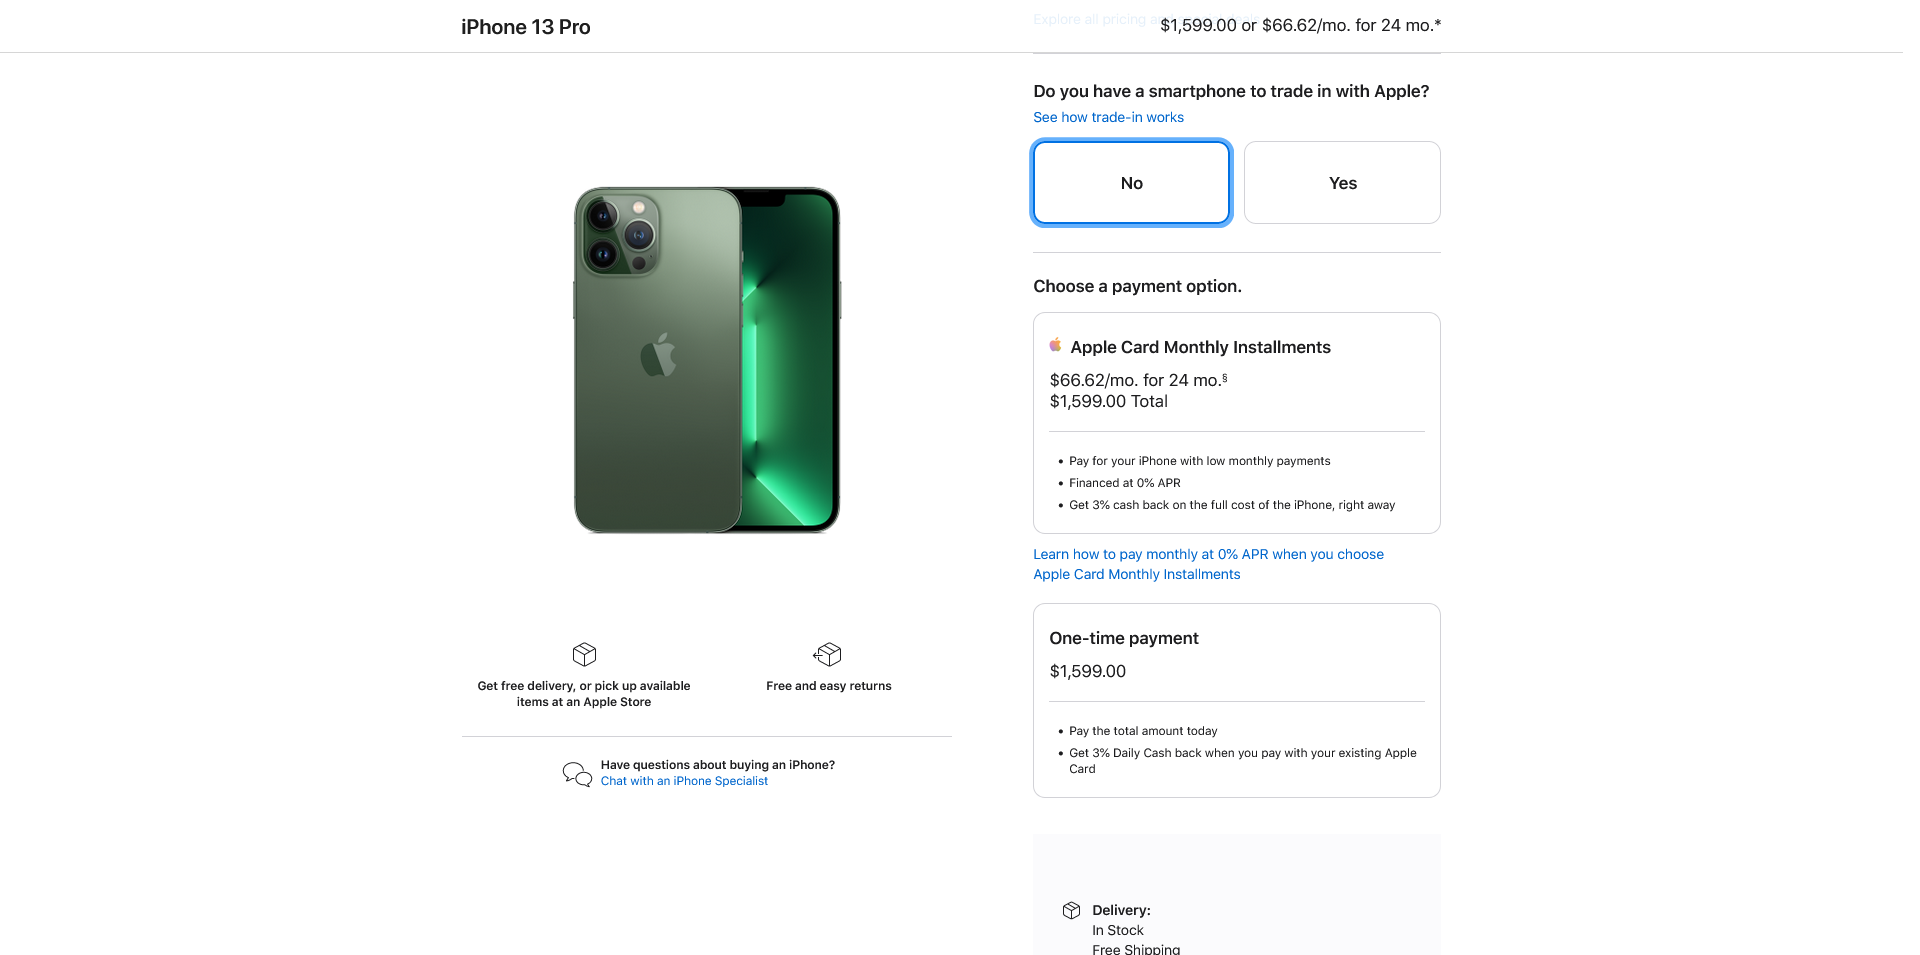 iPhone 13 Pro
Explore all pricing and special deals
$1,599.00 or $66.62/mo. for 24 mo.*
Do you have a smartphone to trade in with Apple?
See how trade-in works
No
Yes
Choose a payment option.
Apple Card Monthly Installments
$66.62/mo. for 24 mo.§
$1,599.00 Total
• Pay for your iPhone with low monthly payments
• Financed at 0% APR
• Get 3% cash back on the full cost of the iPhone, right away
Learn how to pay monthly at 0% APR when you choose
Apple Card Monthly Installments
One-time payment
$1,599.00
• Pay the total amount today
• Get 3% Daily Cash back when you pay with your existing Apple
Card
Get free delivery, or pick up available
items at an Apple Store
Free and easy returns
Have questions about buying an iPhone?
Chat with an iPhone Specialist
Delivery:
In Stock
Free Shipping